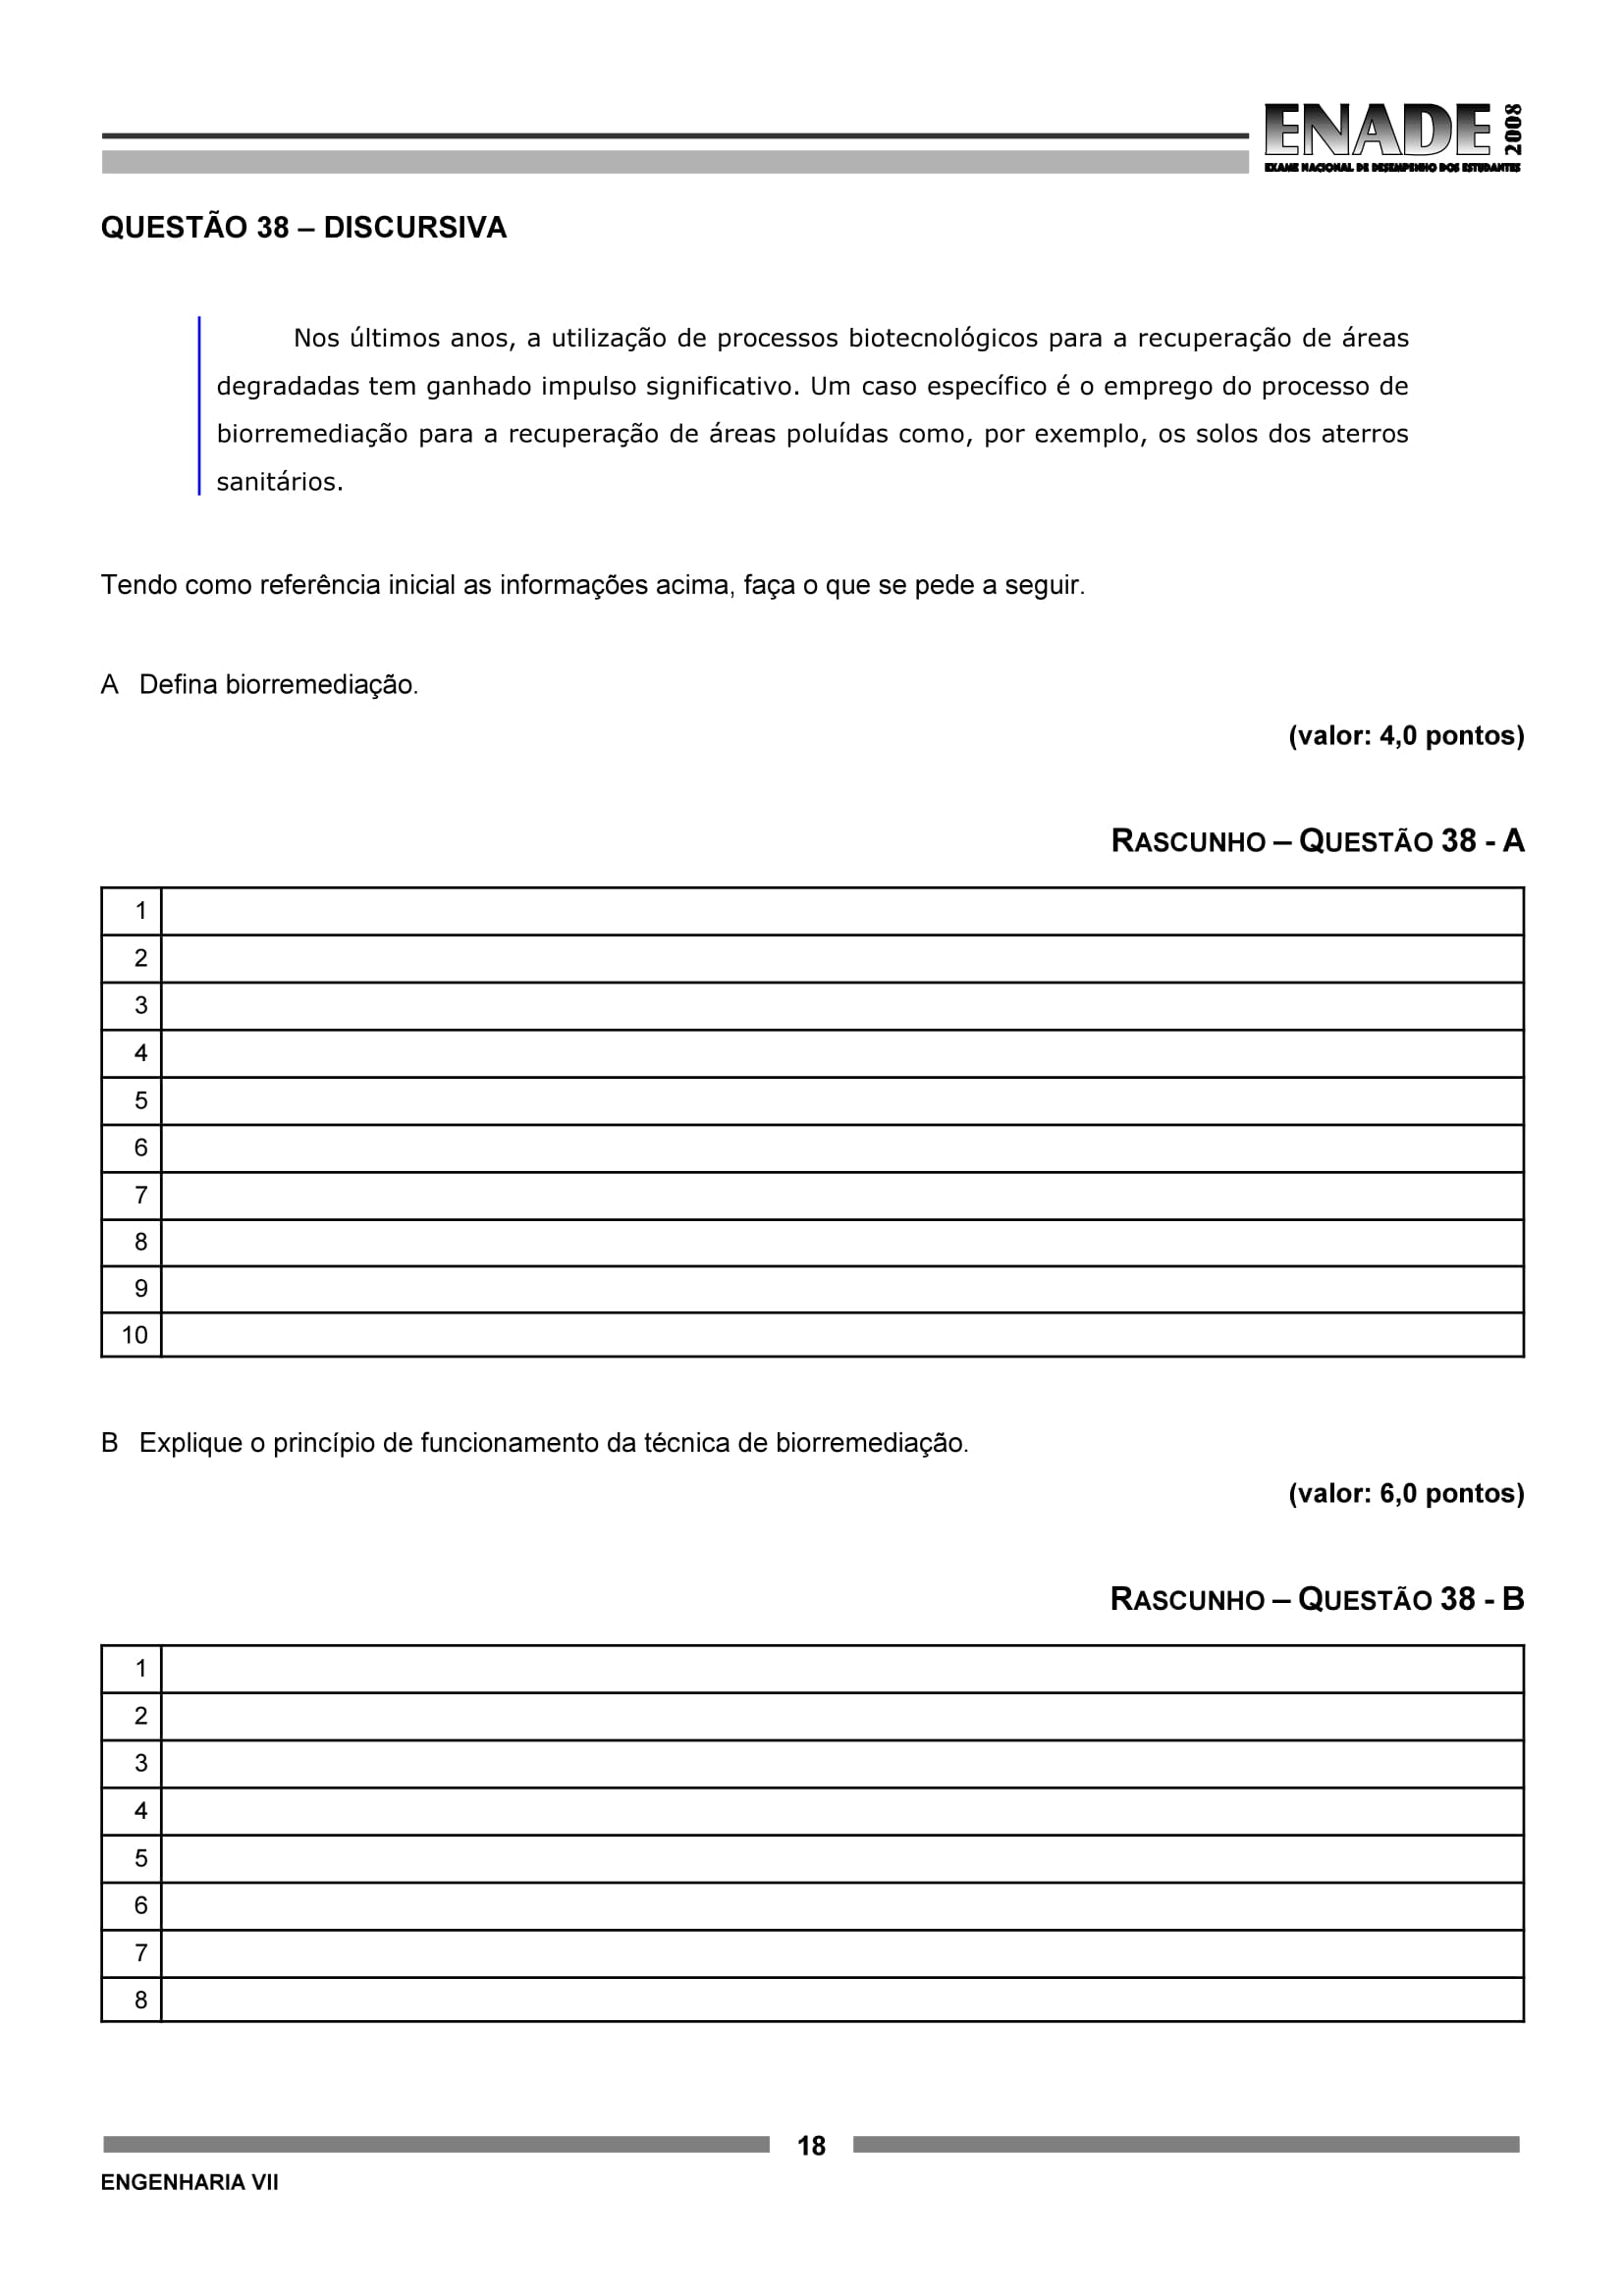 ENADE 2008
EXAME NACIONAL DE DESEMPENHO DOS ESTUDANTES
QUESTÃO 38 – DISCURSIVA
Nos últimos anos, a utilização de processos biotecnológicos para a recuperação de áreas
degradadas tem ganhado impulso significativo. Um caso específico é o emprego do processo de
biorremediação para a recuperação de áreas poluídas como, por exemplo, os solos dos aterros
sanitários.
Tendo como referência inicial as informações acima, faça o que se pede a seguir.
A Defina biorremediação.
(valor: 4,0 pontos)
RASCUNHO – QUESTÃO 38 - A
1
2
3
4
5
6
7
8
9
10
B Explique o princípio de funcionamento da técnica de biorremediação.
(valor: 6,0 pontos)
RASCUNHO – QUESTÃO 38 - B
1
2
3
4
5
6
7
8
18
ENGENHARIA VII